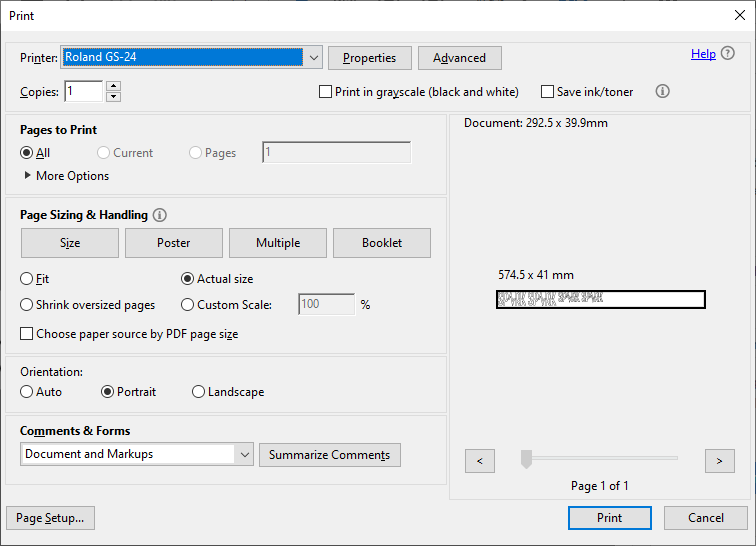 Print
Printer: Roland GS-24 Properties Advanced Help
Copies: 1 Print in grayscale (black and white) Save ink/toner
Pages to Print
All Current Pages 1
More Options
Page Sizing & Handling
Size Poster Multiple Booklet
Fit Actual size
Shrink oversized pages Custom Scale: 100 %
Choose paper source by PDF page size
Orientation:
Auto Portrait Landscape
Comments & Forms
Document and Markups Summarize Comments
Document: 292.5 x 39.9mm
574.5 x 41 mm
< >
Page 1 of 1
Page Setup... Print Cancel